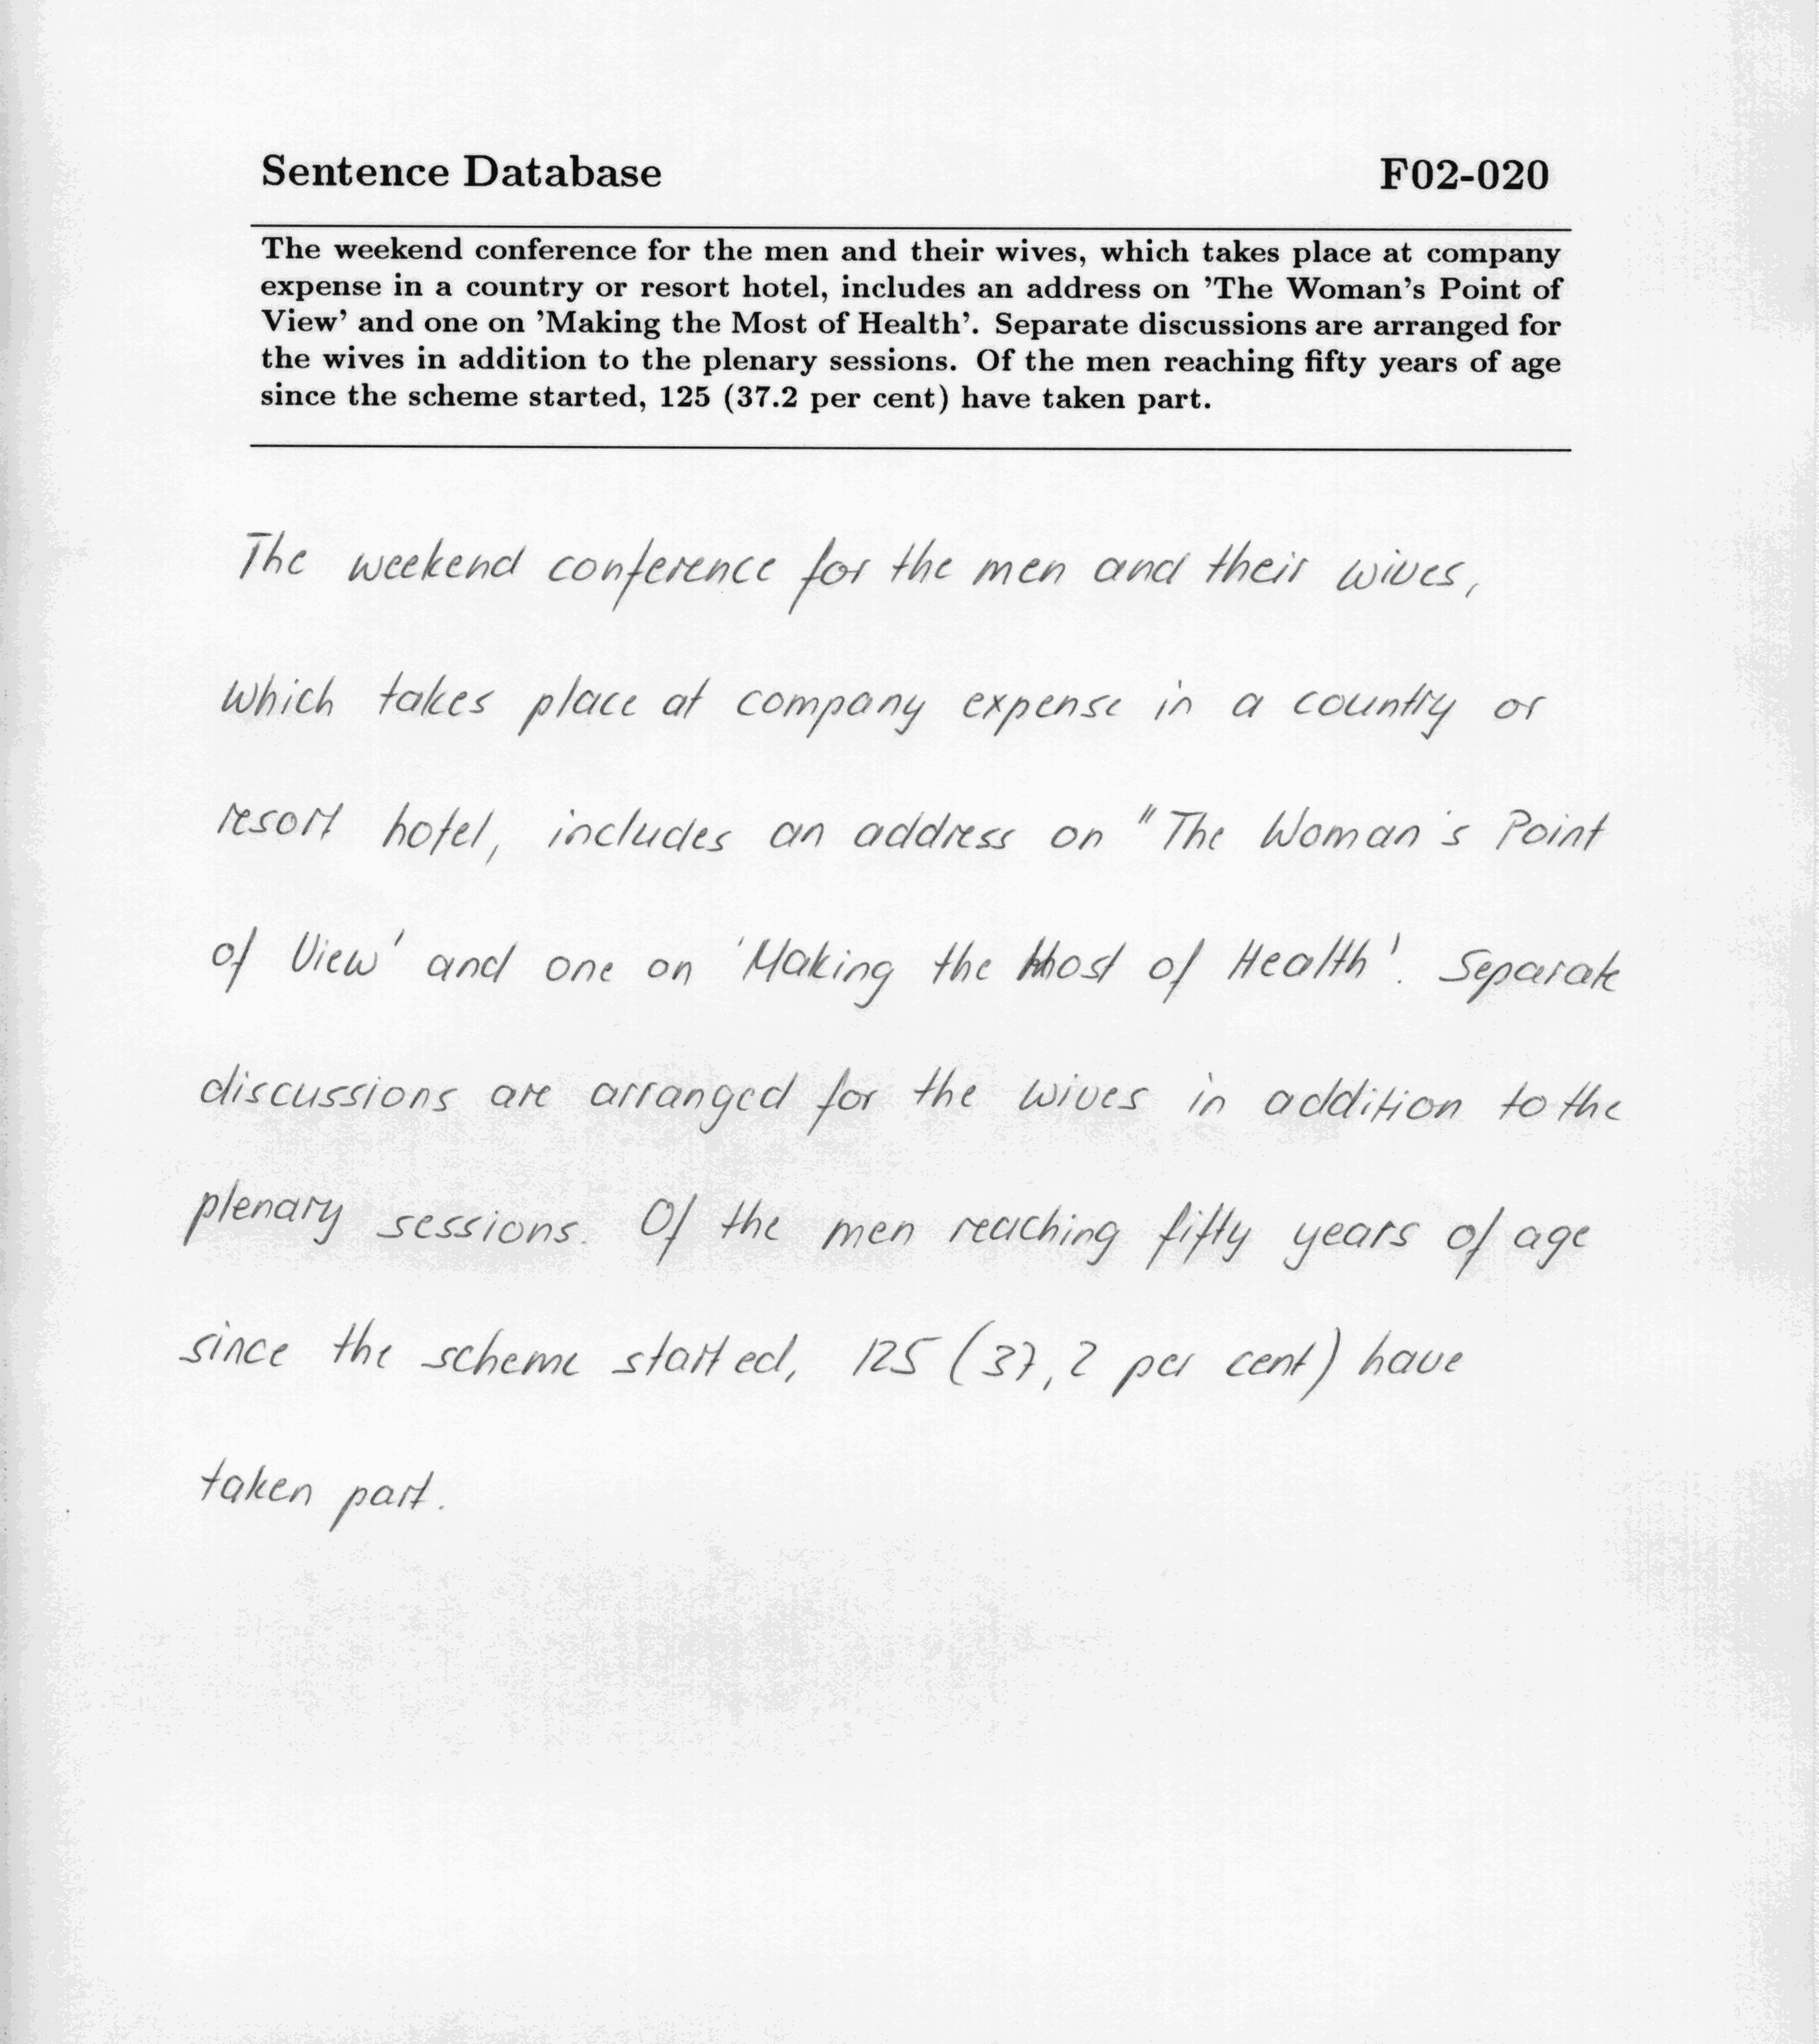 Sentence Database F02-020
The weekend conference for the men and their wives, which takes place at company
expense in a country or resort hotel, includes an address on 'The Woman's Point of
View' and one on 'Making the Most of Health'. Separate discussions are arranged for
the wives in addition to the plenary sessions. Of the men reaching fifty years of age
since the scheme started, 125 (37.2 per cent) have taken part.
The weekend conference for the men and their wives,
which takes place at company expense in a country or
resort hotel, includes an address on "The Woman's Point
of View' and one on 'Making the Most of Health'. Separate
discussions are arranged for the wives in addition to the
plenary sessions. Of the men reaching fifty years of age
since the scheme started, 125 (37,2 per cent) have
taken part.